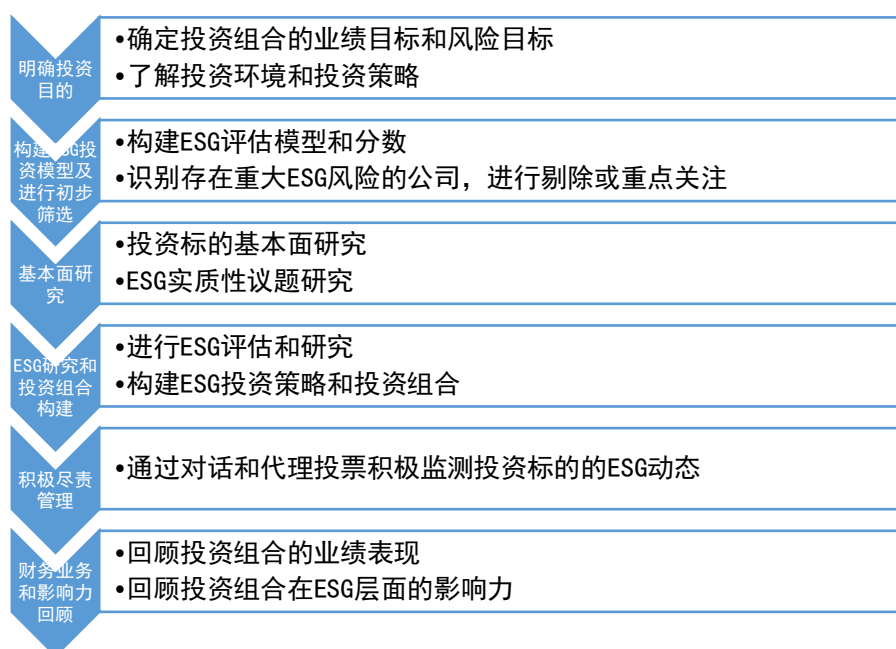 明确投资
目的
•确定投资组合的业绩目标和风险目标
•了解投资环境和投资策略
构建ESG投
资模型及
进行初步
筛选
•构建ESG评估模型和分数
•识别存在重大ESG风险的公司，进行剔除或重点关注
基本面研
究
•投资标的基本面研究
•ESG实质性议题研究
ESG研究和
投资组合
构建
•进行ESG评估和研究
•构建ESG投资策略和投资组合
积极尽责
管理
•通过对话和代理投票积极监测投资标的的ESG动态
财务业务
和影响力
回顾
•回顾投资组合的业绩表现
•回顾投资组合在ESG层面的影响力